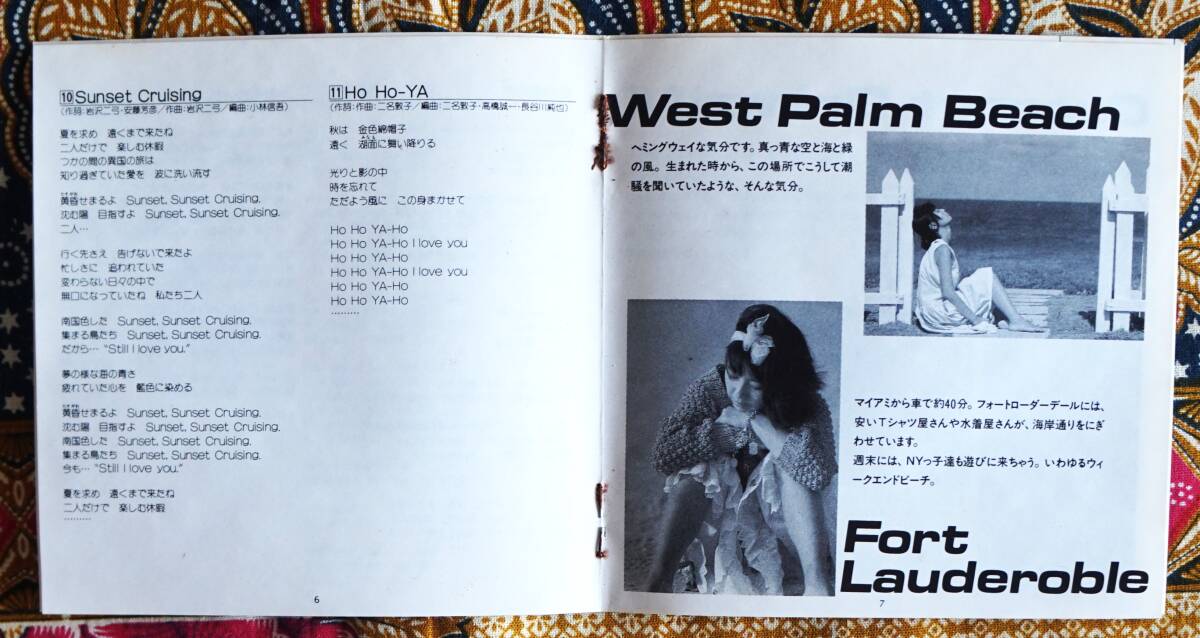 10 Sunset Cruising
(作詞:岩沢二弓・安藤芳彦/作曲:岩沢二弓/編曲:小林信吾)
夏を求め 遠くまで来たね
二人だけで 楽しむ休暇
つかの間の異国の旅は
知り過ぎていた愛を 波に洗い流す
黄昏せまるよ Sunset, Sunset Cruising.
沈む陽 目指すよ Sunset, Sunset Cruising.
二人…
行く先さえ 告げないで来たよ
忙しさに 追われていた
変わらない日々の中で
無口になっていたね 私たち二人
南国色した Sunset, Sunset Cruising.
集まる鳥たち Sunset, Sunset Cruising.
だから… “Still I love you.”
夢の様な海の青さ
疲れていた心を 藍色に染める
黄昏せまるよ Sunset, Sunset Cruising.
沈む陽 目指すよ Sunset, Sunset Cruising.
南国色した Sunset, Sunset Cruising.
集まる鳥たち Sunset, Sunset Cruising.
今も… “Still I love you.”
夏を求め 遠くまで来たね
二人だけで 楽しむ休暇
………
6
11 Ho Ho-YA
(作詞・作曲:二名敦子/編曲:二名敦子・高橋誠一・長谷川純也)
秋は 金色綿帽子
遠く 湖面に舞い降りる
光りと影の中
時を忘れて
ただよう風に この身まかせて
Ho Ho YA-Ho
Ho Ho YA-Ho I love you
Ho Ho YA-Ho
Ho Ho YA-Ho I love you
Ho Ho YA-Ho
Ho Ho YA-Ho
………
West Palm Beach
ヘミングウェイな気分です。真っ青な空と海と緑
の風。生まれた時から、この場所でこうして潮
騒を聞いていたような、そんな気分。
マイアミから車で約40分。フォートローダーデールには、
安いTシャツ屋さんや水着屋さんが、海岸通りをにぎ
わせています。
週末には、NYっ子達も遊びに来ちゃう。いわゆるウィ
ークエンドビーチ。
Fort
Lauderoble
7